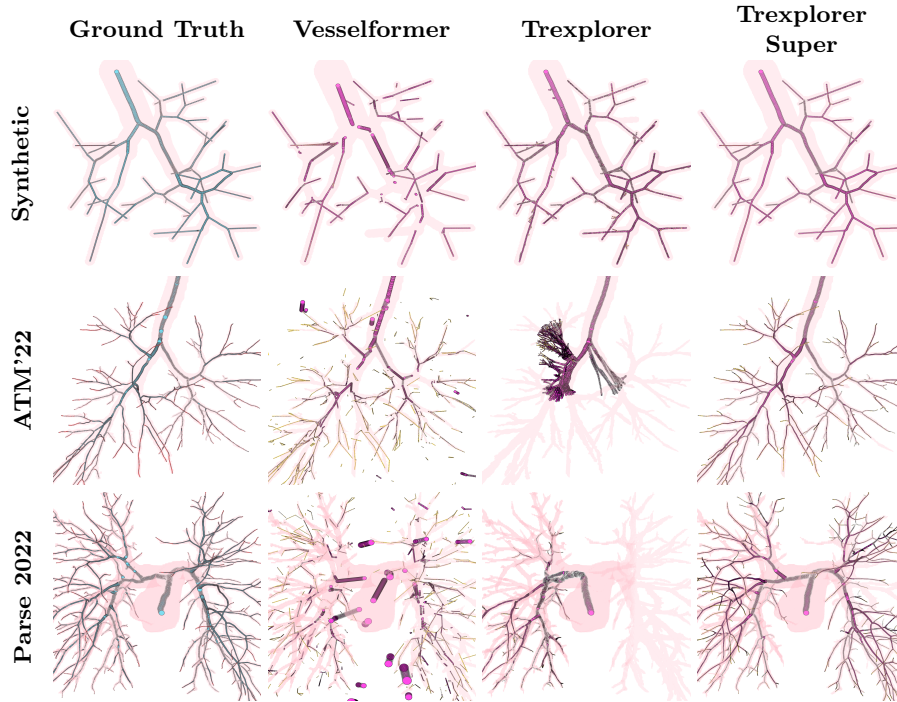 Ground Truth
Vesselformer
Trexplorer
Trexplorer
Super
Synthetic
ATM'22
Parse 2022